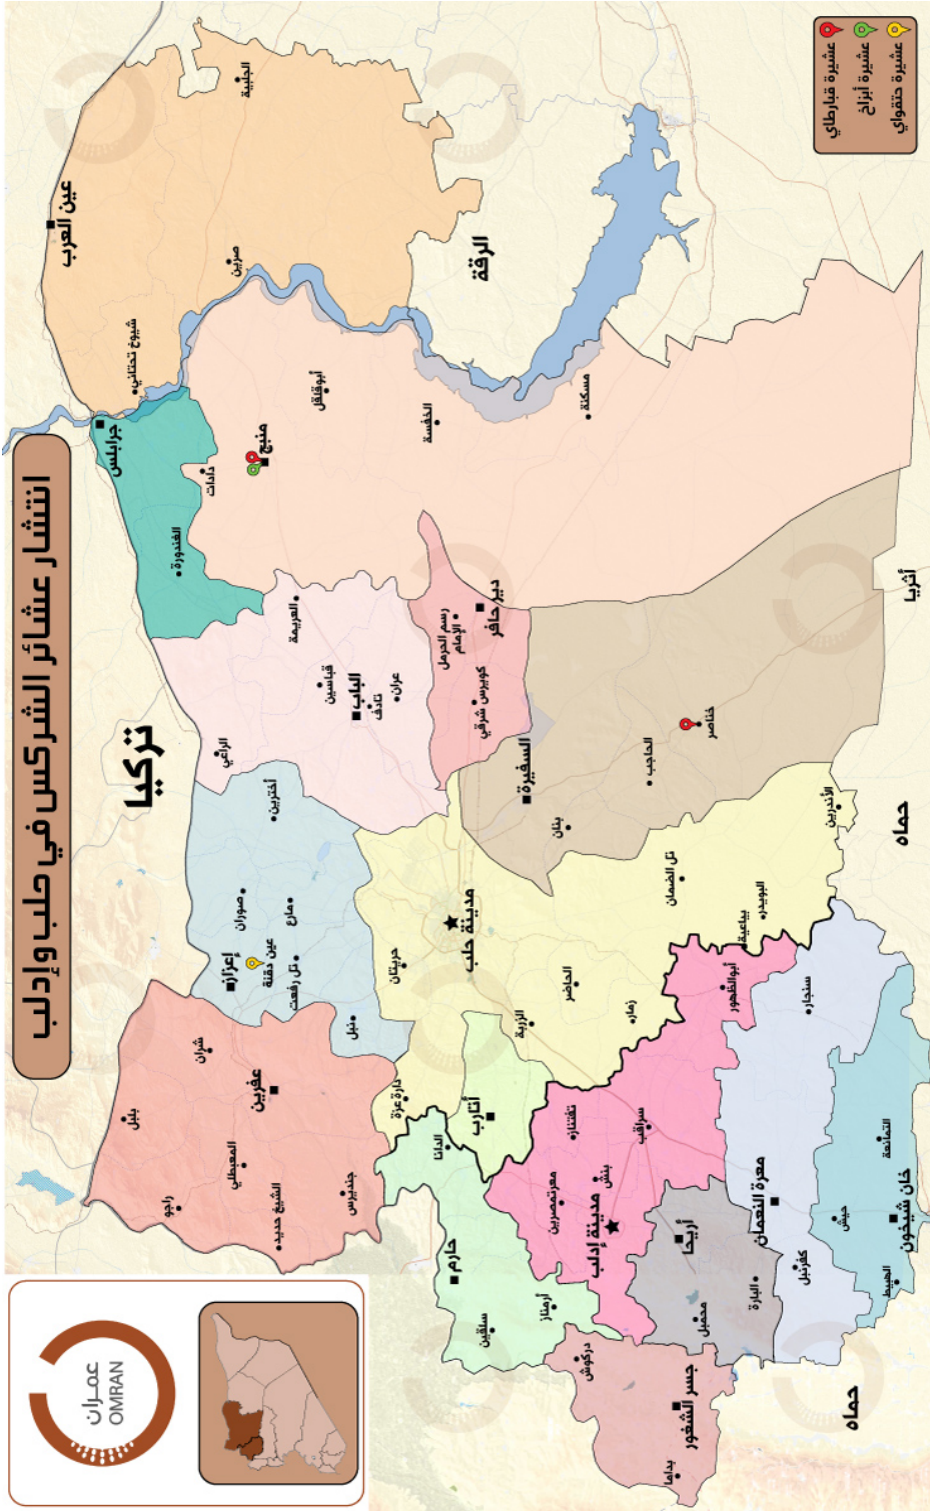 انتشار عشائر الشركس في حلب وإدلب
عشيرة حتقواي
عشيرة أبزاخ
عشيرة قبارطاي
عمران
OMRAN
تركيا
الرقة
أثريا
حماه
حماه
عين العرب
الجلبية
صرين
شيوخ تحتاني
جرابلس
الغندورة
دادات
منبج
أبوقلقل
الخفسة
مسكنة
العريمة
قباسين
الباب
تادف
عران
الراعي
دير حافر
رسم الحرمل
الإمام
كويرس شرقي
السفيرة
خناصر
الحاجب
بنان
أخترين
صوران
مارع
إعزاز
عين دقنة
تل رفعت
نبل
مدينة حلب
حريتان
تل الضمان
الأندرين
البويدر
بياعية
الحاضر
الزربة
زمار
دارة عزة
أتارب
شران
عفرين
بلبل
المعبطلي
راجو
الشيخ حديد
جنديرس
الدانا
حارم
سلقين
أرمناز
أبوالظهور
تفتناز
سراقب
معرتمصرين
بنش
مدينة إدلب
أريحا
محمبل
البارة
سنجار
معرة النعمان
كفرنبل
التمانعة
حيش
خان شيخون
الهبيط
دركوش
جسر الشغور
بداما